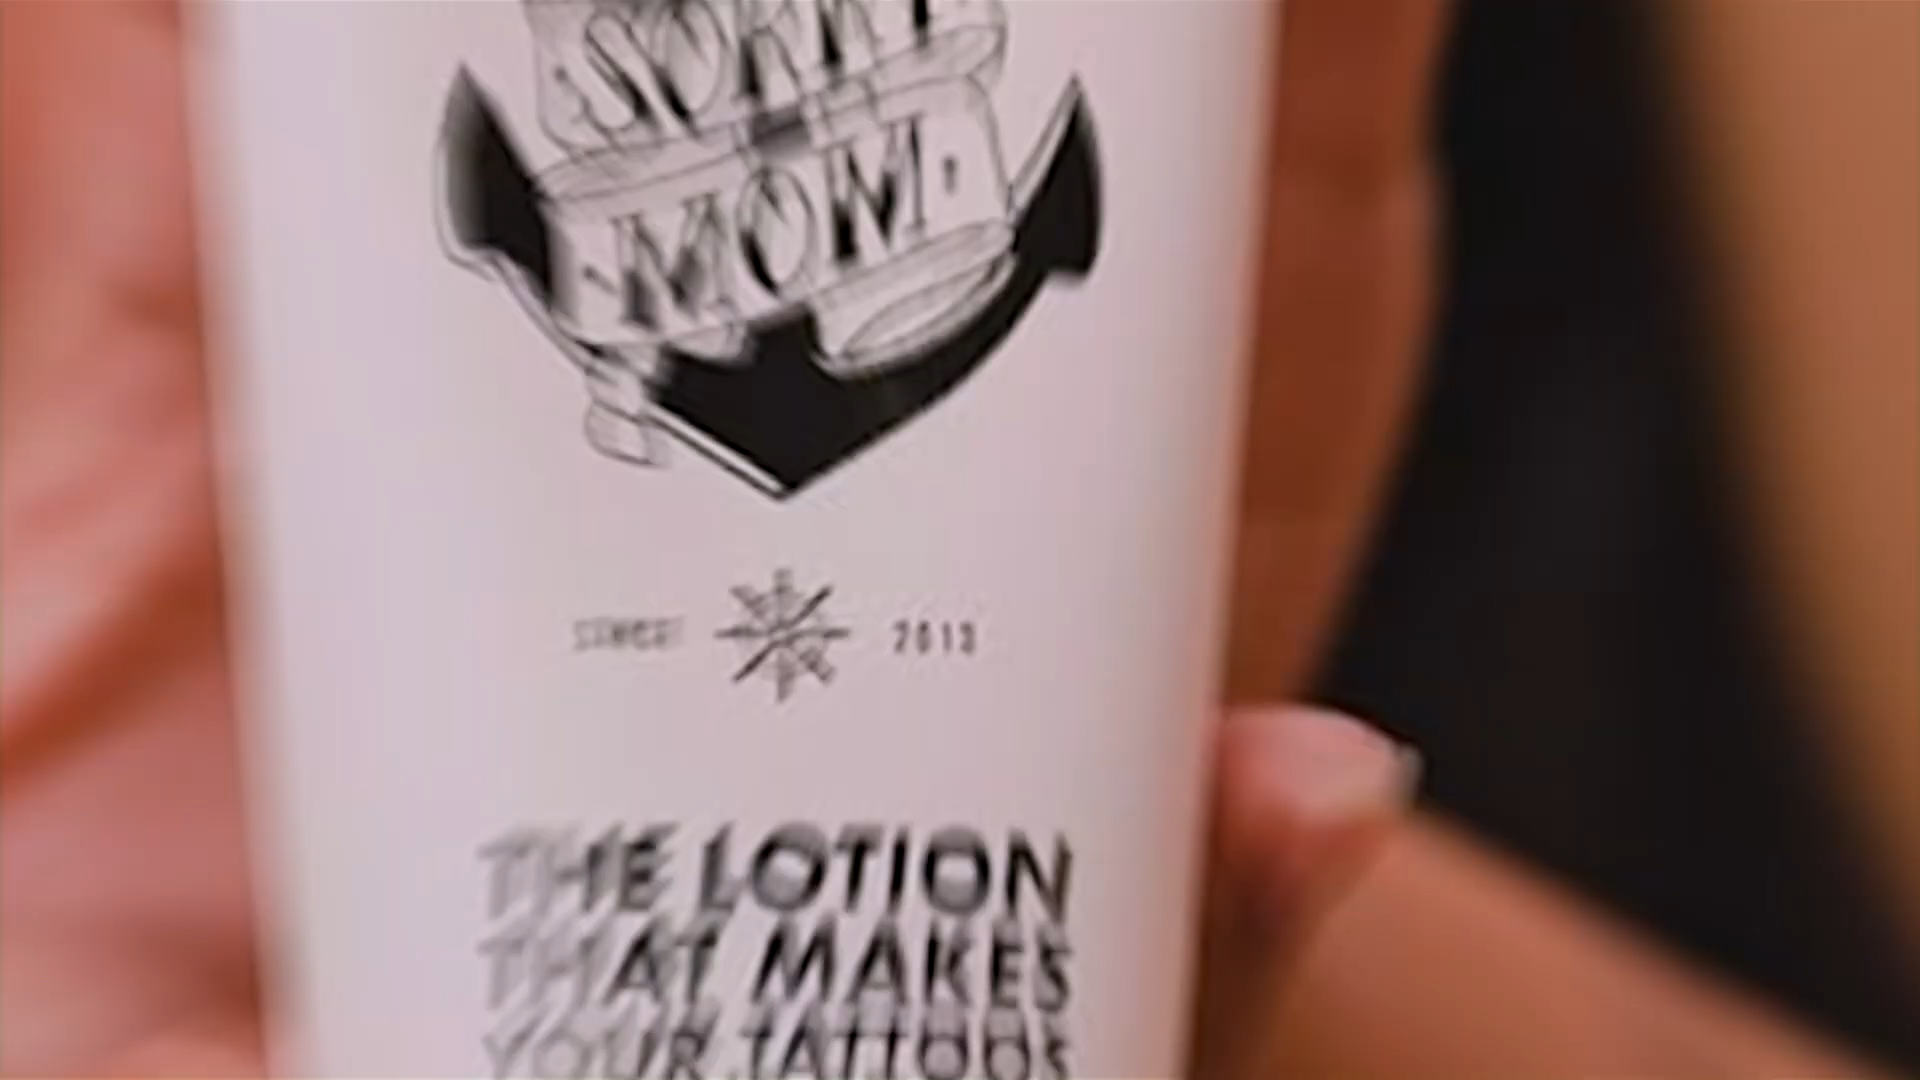 SORRY
MOM
SINCE 2013
THE LOTION
THAT MAKES
YOUR TATTOOS